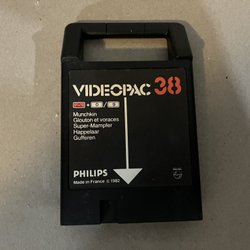 VIDEOPAC 38
Munchkin
Glouton et voraces
Super-Mampfer
Happelaar
Gufferen
PHILIPS
Made in France © 1982